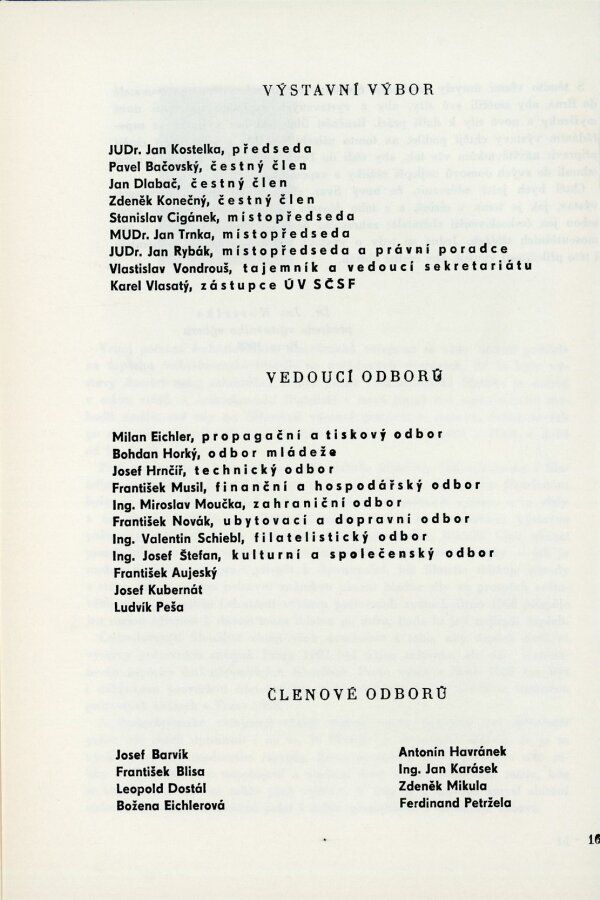 VÝSTAVNÍ VÝBOR
JUDr. Jan Kostelka, předseda
Pavel Bačovský, čestný člen
Jan Dlabač, čestný člen
Zdeněk Konečný, čestný člen
Stanislav Cigánek, místopředseda
MUDr. Jan Trnka, místopředseda
JUDr. Jan Rybák, místopředseda a právní poradce
Vlastislav Vondrouš, tajemník a vedoucí sekretariátu
Karel Vlasatý, zástupce ÚV SČSF
VEDOUCÍ ODBORŮ
Milan Eichler, propagační a tiskový odbor
Bohdan Horký, odbor mládeže
Josef Hrnčíř, technický odbor
František Musil, finanční a hospodářský odbor
Ing. Miroslav Moučka, zahraniční odbor
František Novák, ubytovací a dopravní odbor
Ing. Valentin Schiebl, filatelistický odbor
Ing. Josef Štefan, kulturní a společenský odbor
František Aujeský
Josef Kubernát
Ludvík Peša
ČLENOVÉ ODBORŮ
Josef Barvík
František Blisa
Leopold Dostál
Božena Eichlerová
Antonín Havránek
Ing. Jan Karásek
Zdeněk Mikula
Ferdinand Petržela